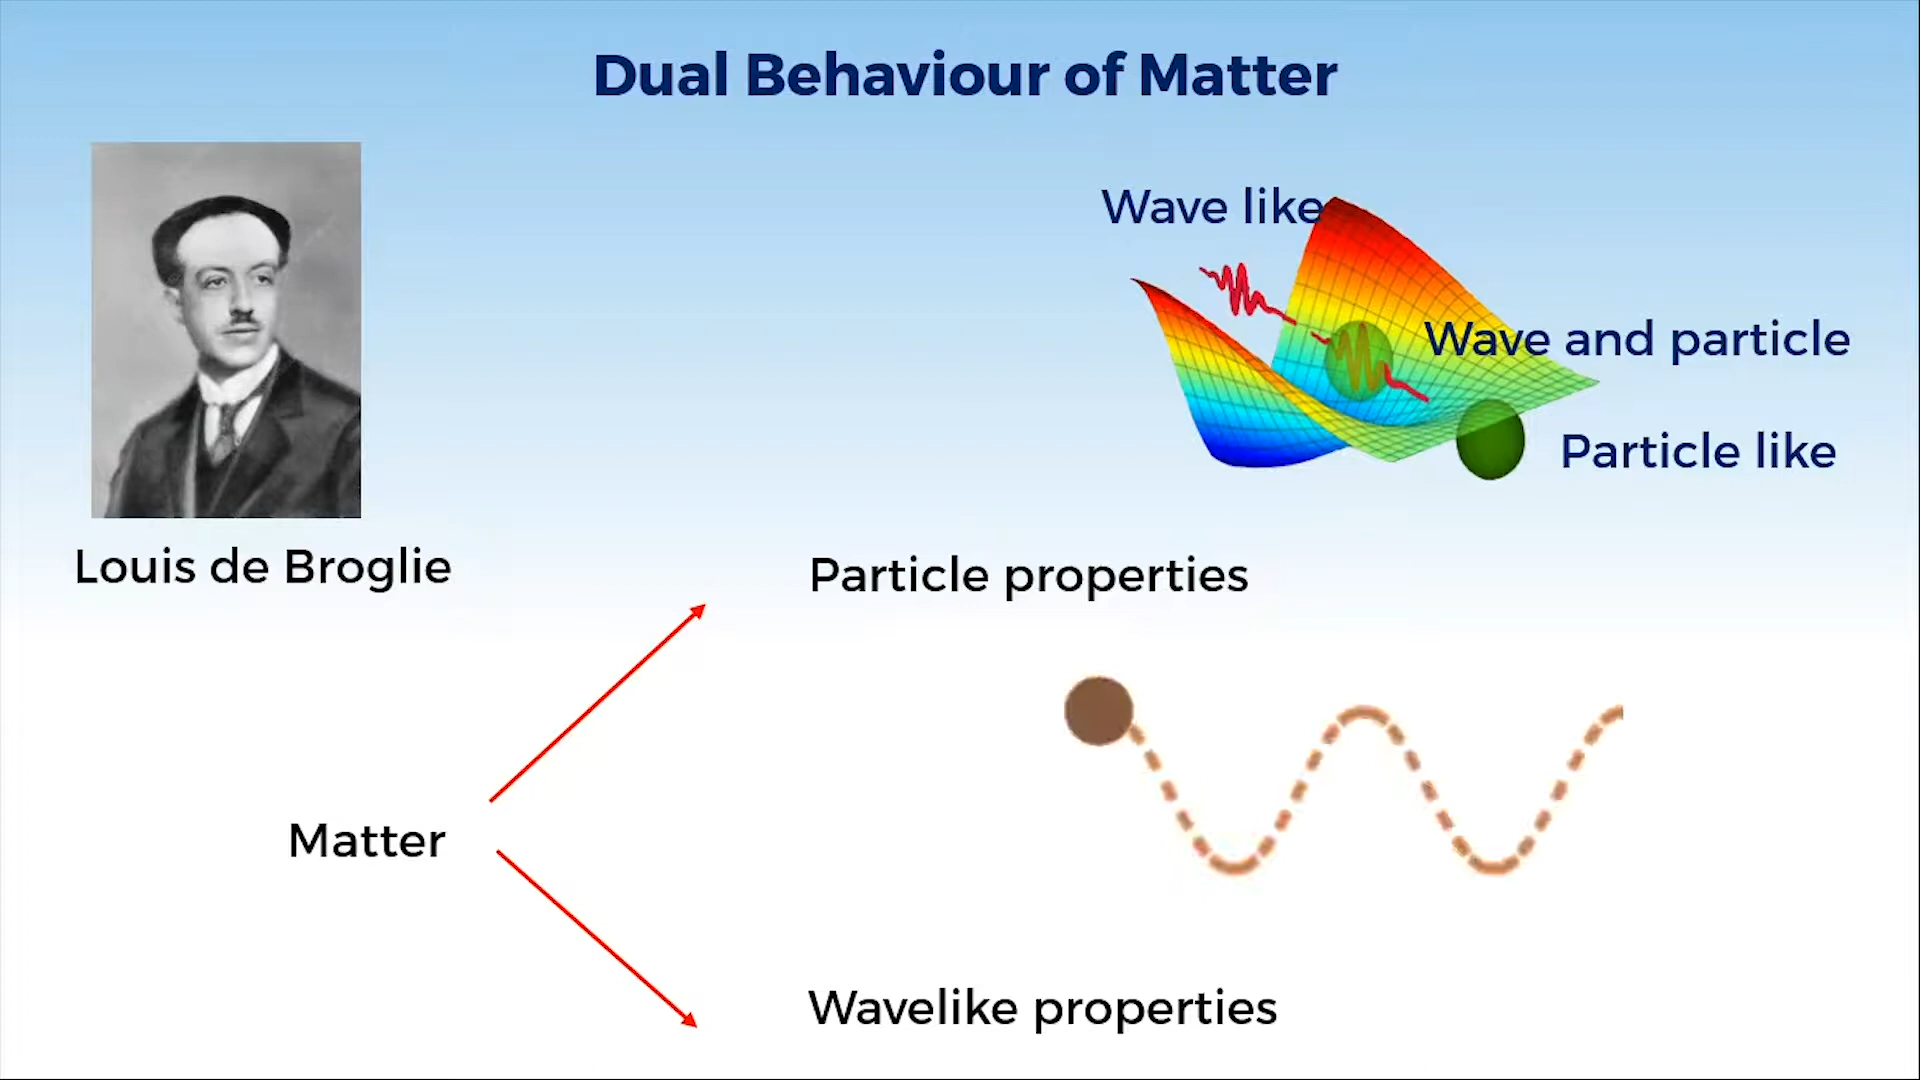 Dual Behaviour of Matter
Wave like
Wave and particle
Particle like
Louis de Broglie
Particle properties
Matter
Wavelike properties